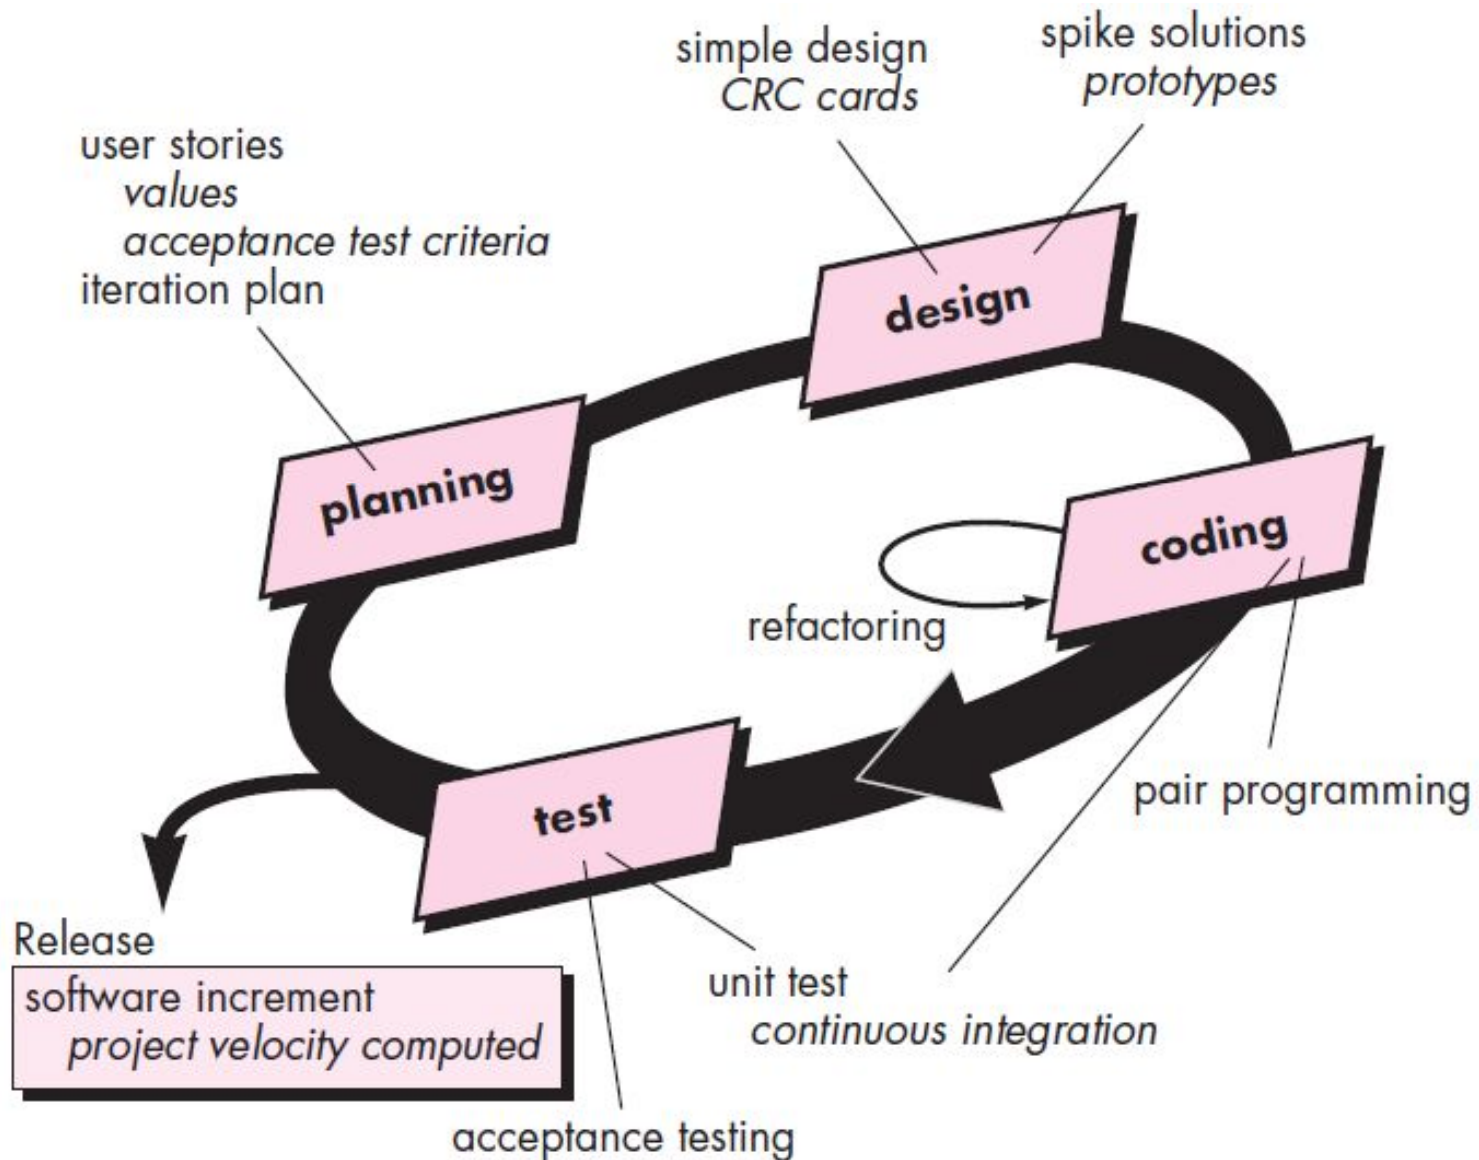 simple design
CRC cards
spike solutions
prototypes
user stories
values
acceptance test criteria
iteration plan
design
planning
coding
refactoring
test
pair programming
Release
software increment
project velocity computed
unit test
continuous integration
acceptance testing